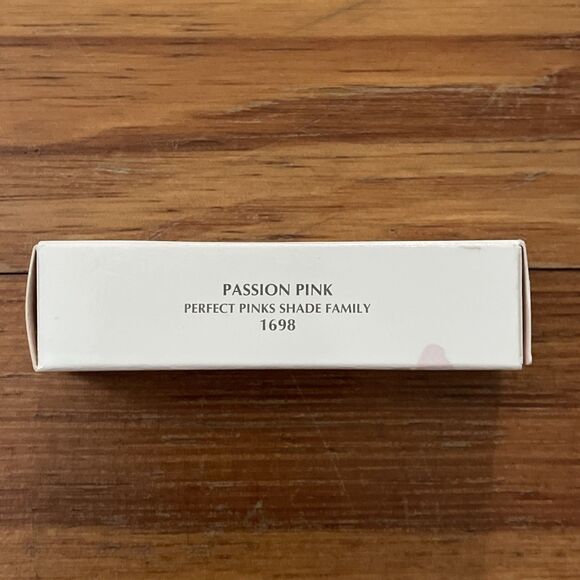 PASSION PINK
PERFECT PINKS SHADE FAMILY
1698